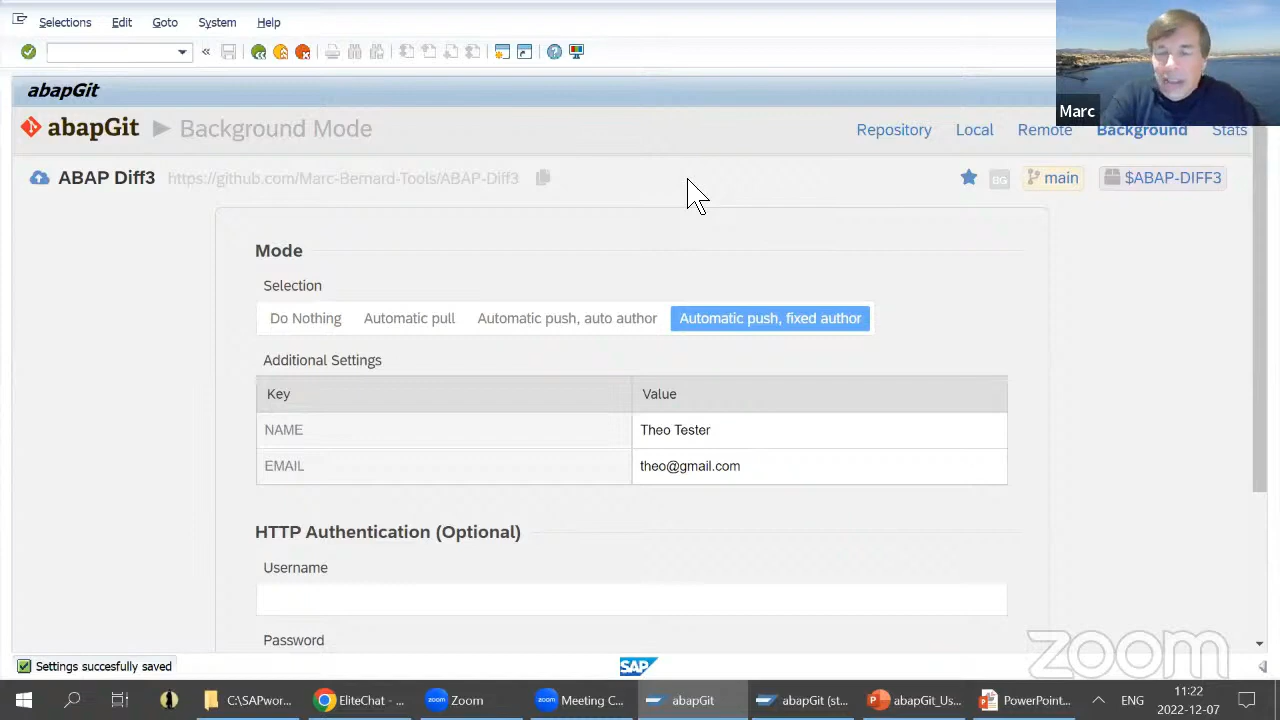 Selections Edit Goto System Help
«
abapGit
abapGit Background Mode
Local Remote Background Stats
Repository
ABAP Diff3 https://github.com/Marc-Bernard-Tools/ABAP-Diff3
BG main $ABAP-DIFF3
Marc
Mode
Selection
Do Nothing Automatic pull Automatic push, auto author Automatic push, fixed author
Additional Settings
Key Value
NAME Theo Tester
EMAIL theo@gmail.com
HTTP Authentication (Optional)
Username
Password
zoom
Settings succesfully saved
SAP
C:\SAPwor... EliteChat - ... Zoom Meeting C... abapGit abapGit (st... abapGit_Us... PowerPoint... ENG 11:22
2022-12-07